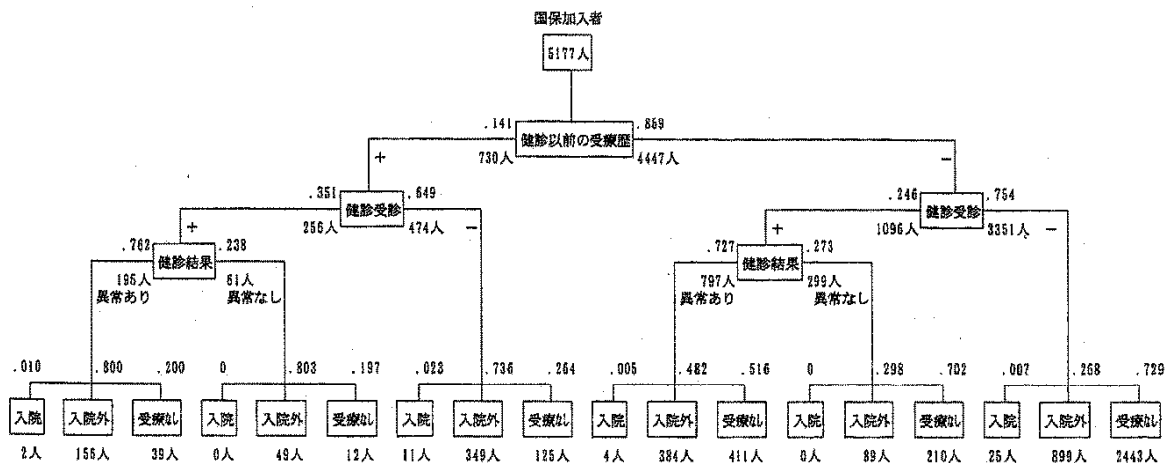 国保加入者
5177人
.141 .859
健診以前の受療歴
730人 4447人
+ −
.351 .649 .246 .754
健診受診 健診受診
256人 474人 1096人 3351人
+ − + −
.762 .238 .727 .273
健診結果 健診結果
195人 61人 797人 299人
異常あり 異常なし 異常あり 異常なし
.010 .800 .200 0 .803 .197 .023 .736 .264 .005 .482 .516 0 .298 .702 .007 .268 .729
入院 入院外 受療なし 入院 入院外 受療なし 入院 入院外 受療なし 入院 入院外 受療なし 入院 入院外 受療なし 入院 入院外 受療なし
2人 156人 39人 0人 49人 12人 11人 349人 125人 4人 384人 411人 0人 89人 210人 25人 899人 2443人